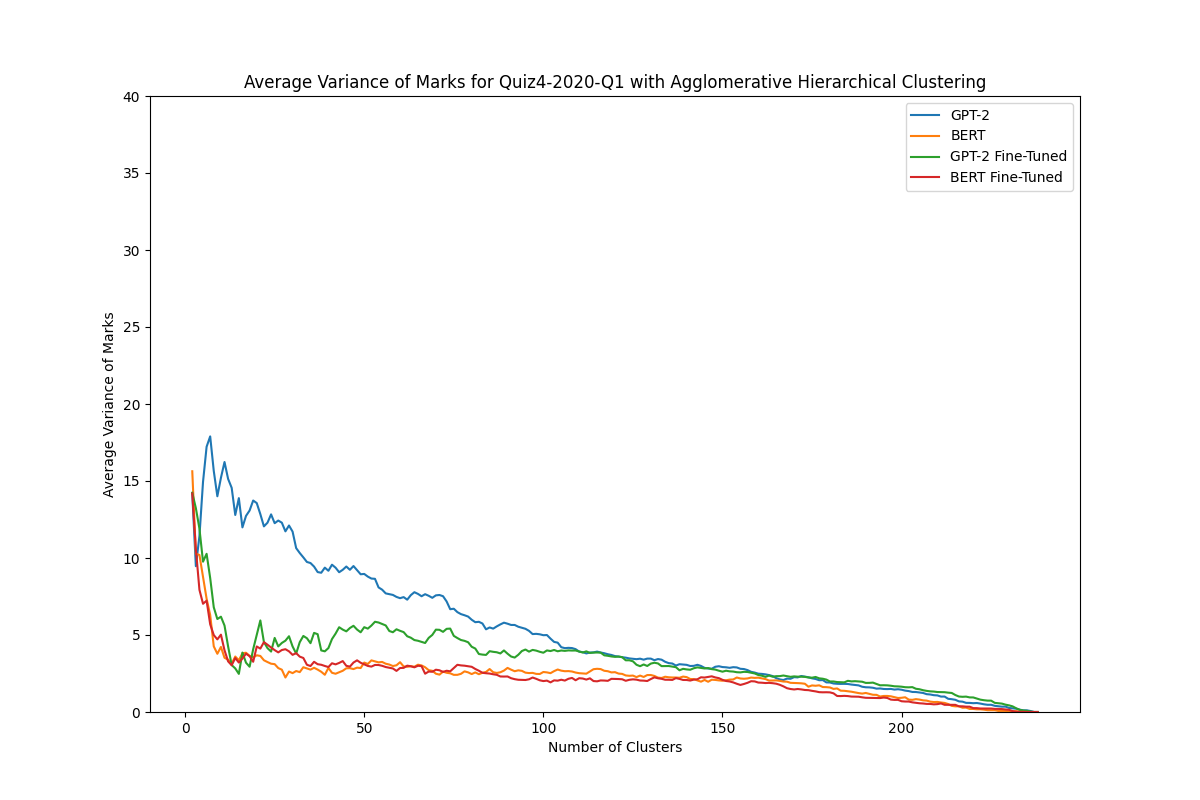 Average Variance of Marks for Quiz4-2020-Q1 with Agglomerative Hierarchical Clustering
GPT-2
BERT
GPT-2 Fine-Tuned
BERT Fine-Tuned
Average Variance of Marks
40
35
30
25
20
15
10
5
0
0 50 100 150 200
Number of Clusters